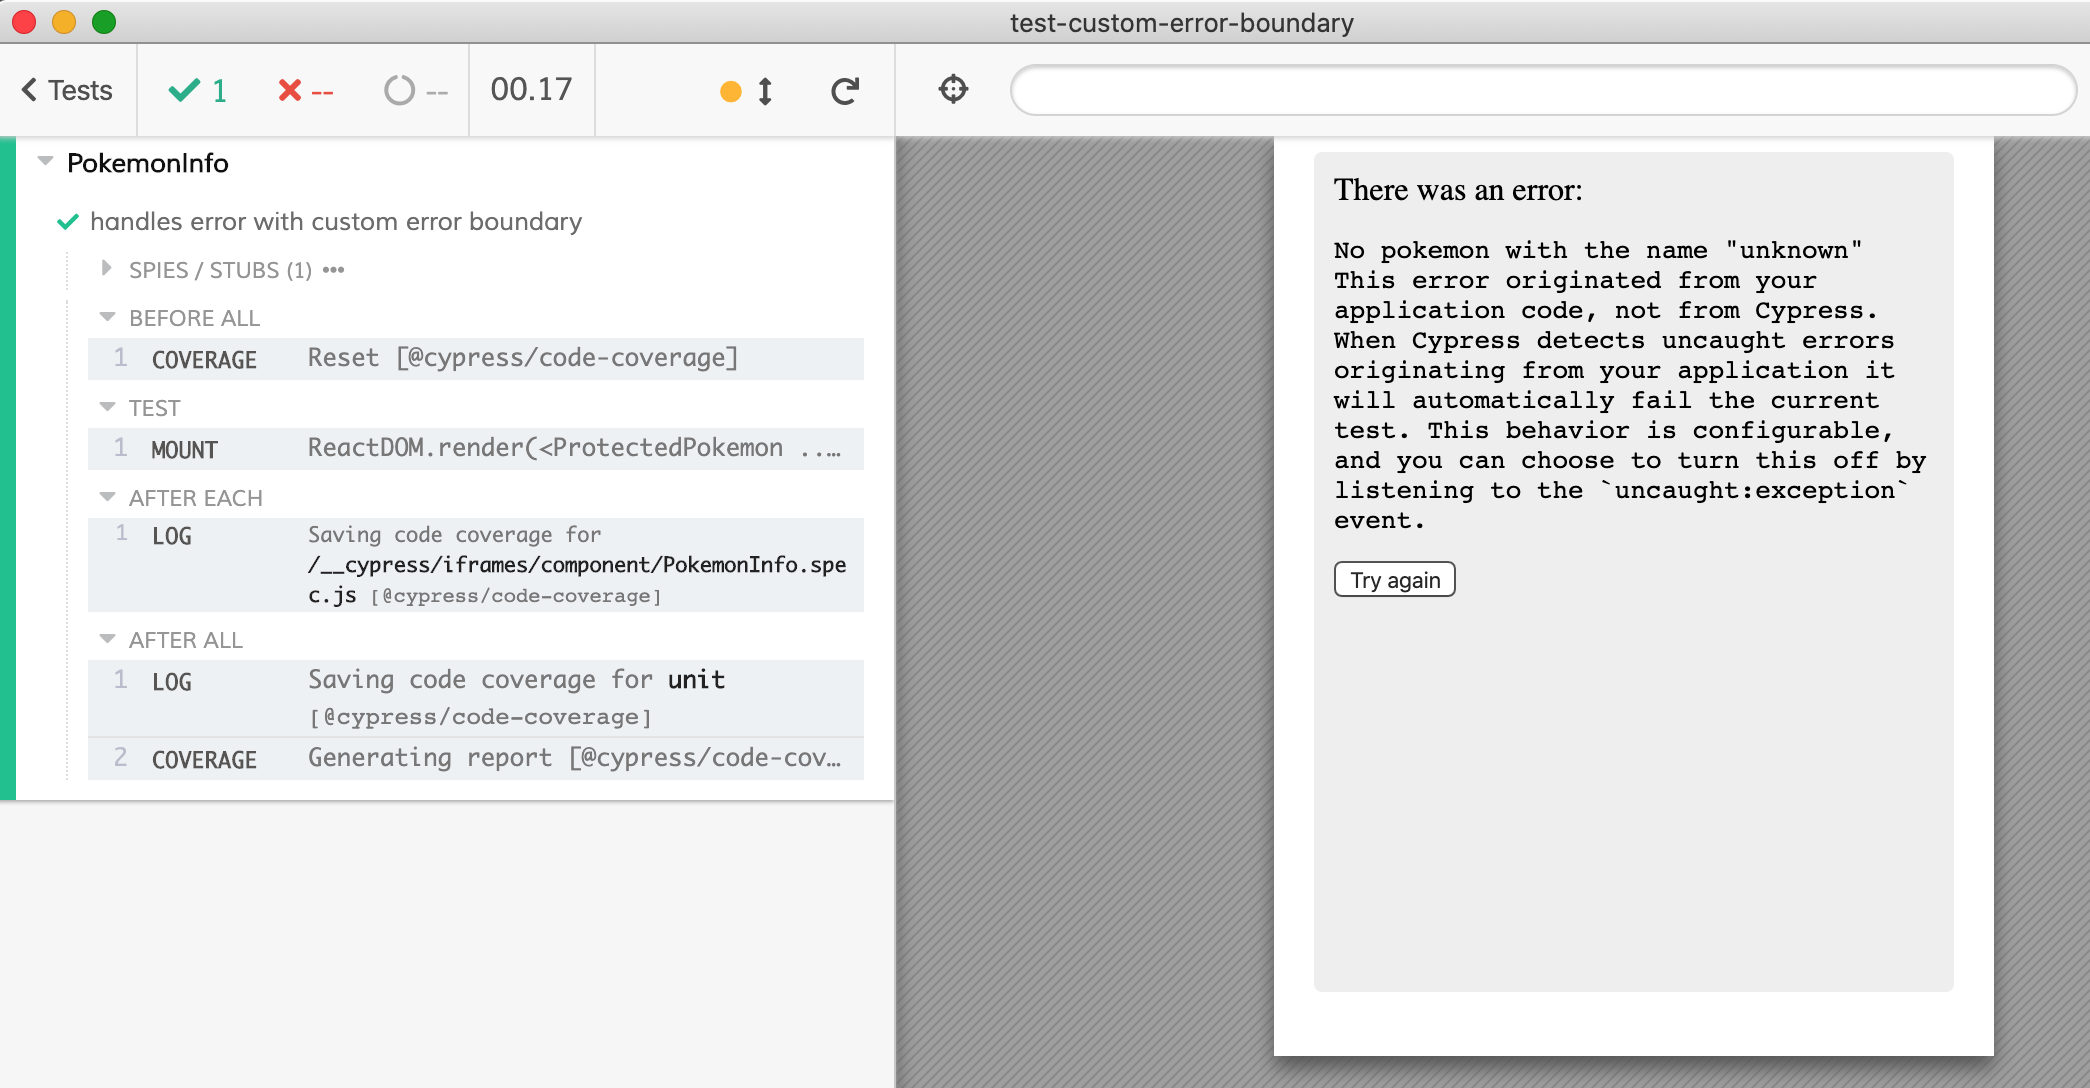 test-custom-error-boundary
Tests
1
--
--
00.17
PokemonInfo
handles error with custom error boundary
SPIES / STUBS (1) •••
BEFORE ALL
1 COVERAGE Reset [@cypress/code-coverage]
TEST
1 MOUNT ReactDOM.render(<ProtectedPokemon ..…
AFTER EACH
1 LOG Saving code coverage for
/__cypress/iframes/component/PokemonInfo.spe
c.js [@cypress/code-coverage]
AFTER ALL
1 LOG Saving code coverage for unit
[@cypress/code-coverage]
2 COVERAGE Generating report [@cypress/code-cov…
There was an error:
No pokemon with the name "unknown"
This error originated from your
application code, not from Cypress.
When Cypress detects uncaught errors
originating from your application it
will automatically fail the current
test. This behavior is configurable,
and you can choose to turn this off by
listening to the `uncaught:exception`
event.
Try again